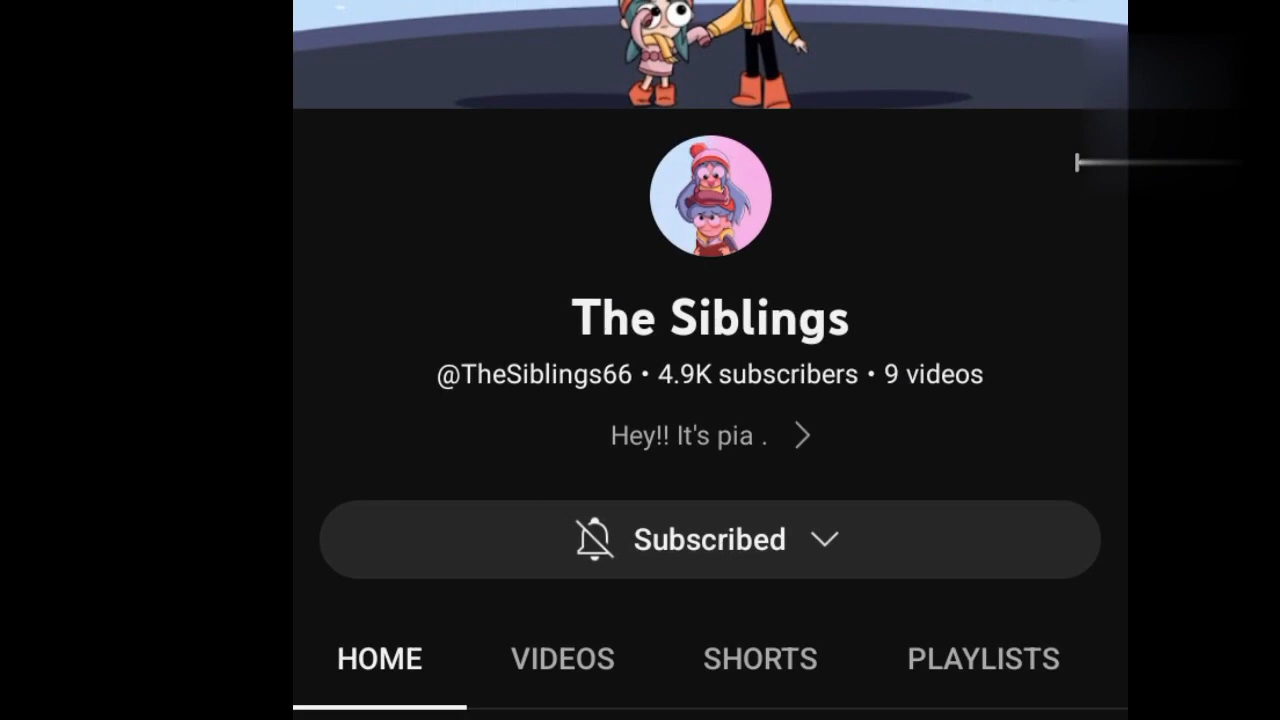 The Siblings
@TheSiblings66 • 4.9K subscribers • 9 videos
Hey!! It's pia .
Subscribed
HOME VIDEOS SHORTS PLAYLISTS